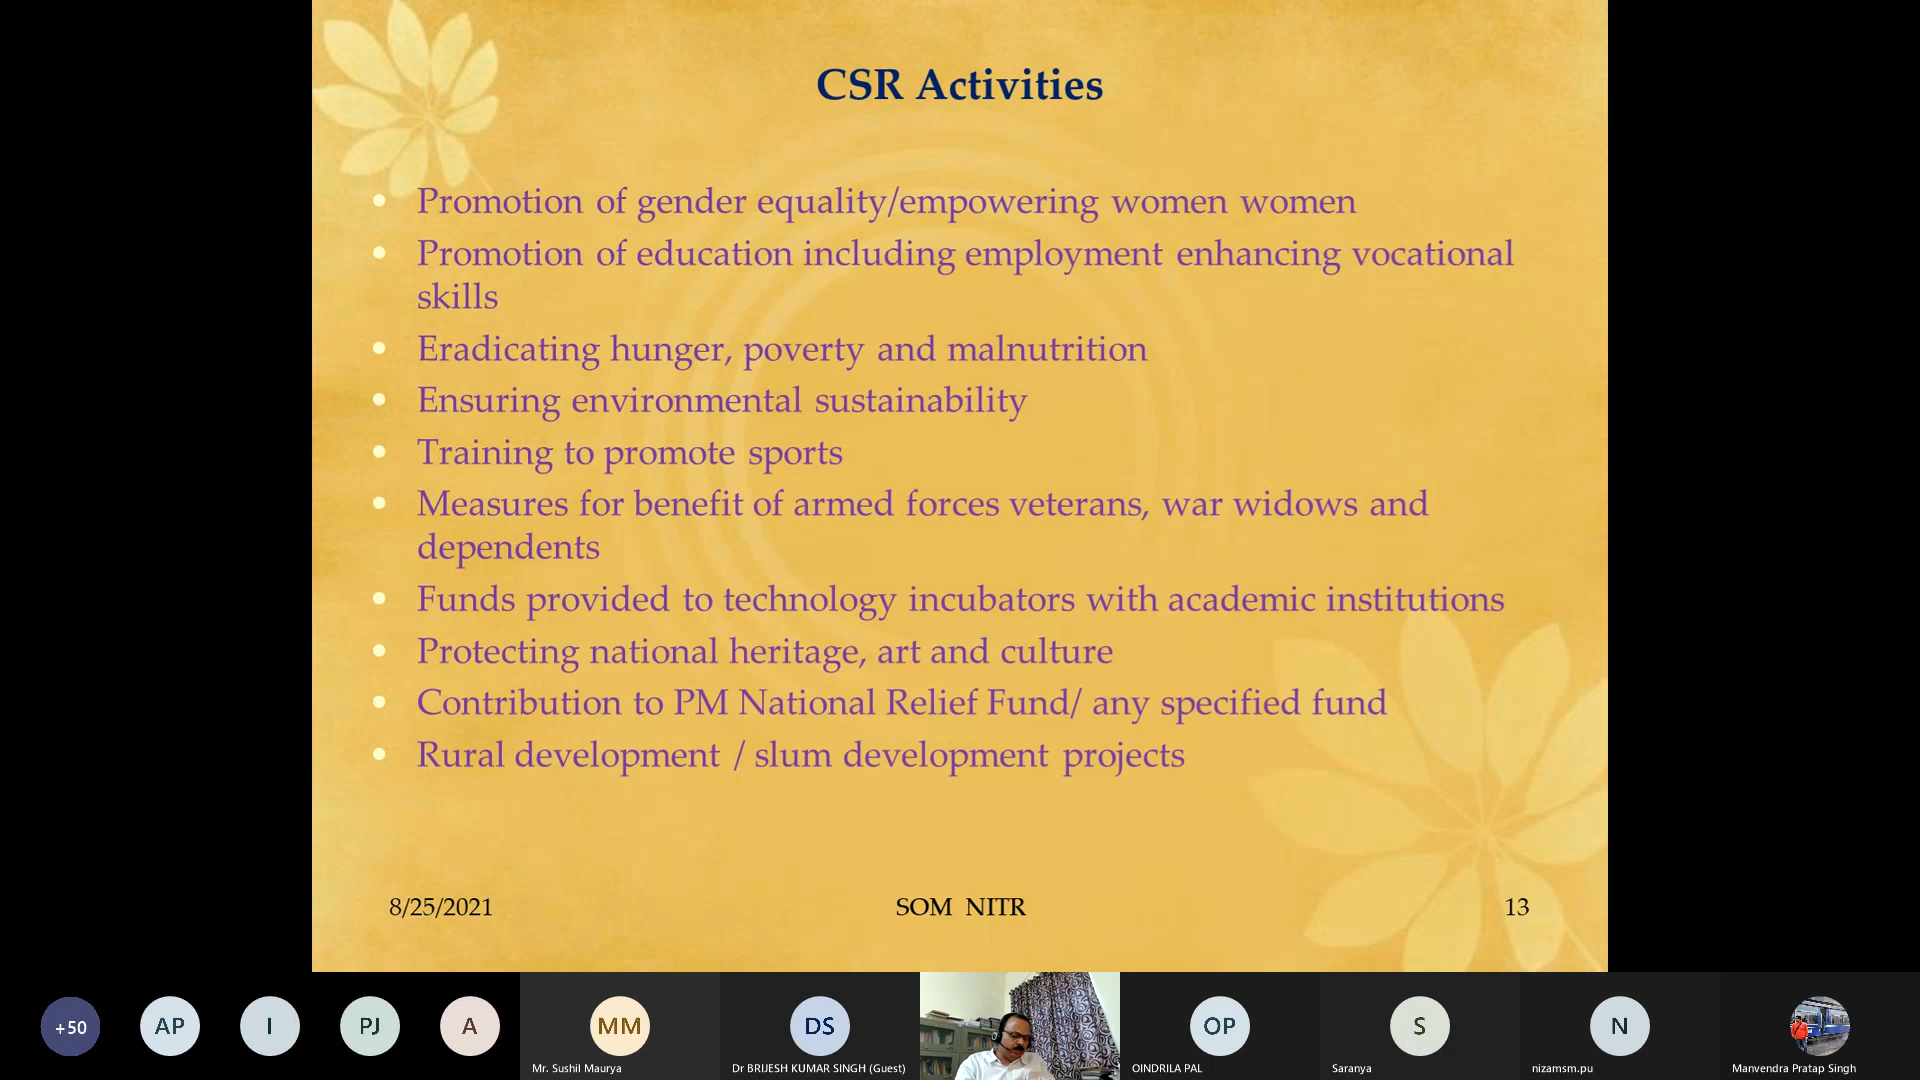 CSR Activities
• Promotion of gender equality/empowering women women
• Promotion of education including employment enhancing vocational
skills
• Eradicating hunger, poverty and malnutrition
• Ensuring environmental sustainability
• Training to promote sports
• Measures for benefit of armed forces veterans, war widows and
dependents
• Funds provided to technology incubators with academic institutions
• Protecting national heritage, art and culture
• Contribution to PM National Relief Fund/ any specified fund
• Rural development / slum development projects
8/25/2021 SOM NITR 13
+50 AP I PJ A MM DS OP S N
Mr. Sushil Maurya Dr BRIJESH KUMAR SINGH (Guest) OINDRILA PAL Saranya nizamsm.pu Manvendra Pratap Singh